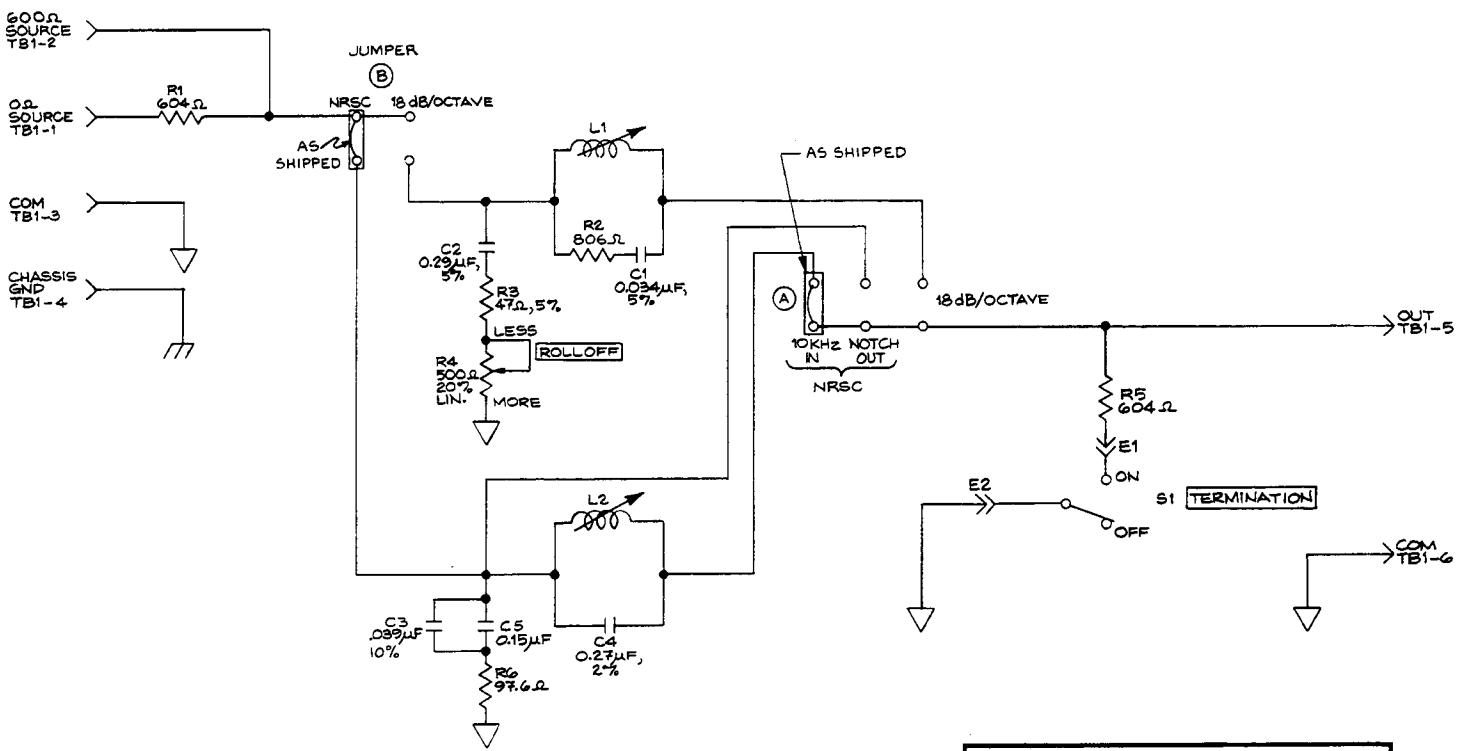 600Ω
SOURCE
TB1-2
0Ω
SOURCE
TB1-1
R1
604Ω
COM
TB1-3
CHASSIS
GND
TB1-4
JUMPER
B
NRSC
18 dB/OCTAVE
AS
SHIPPED
L1
R2
806Ω
C1
0.034µF,
5%
C2
0.29µF,
5%
R3
47Ω, 5%
LESS
ROLLOFF
R4
500Ω
20%
LIN.
MORE
AS SHIPPED
A
18dB/OCTAVE
10KHz NOTCH
IN OUT
NRSC
OUT
TB1-5
R5
604Ω
E1
ON
E2
S1 TERMINATION
OFF
COM
TB1-6
L2
C3
.039µF
10%
C5
0.15µF
C4
0.27µF,
2%
R6
97.6Ω